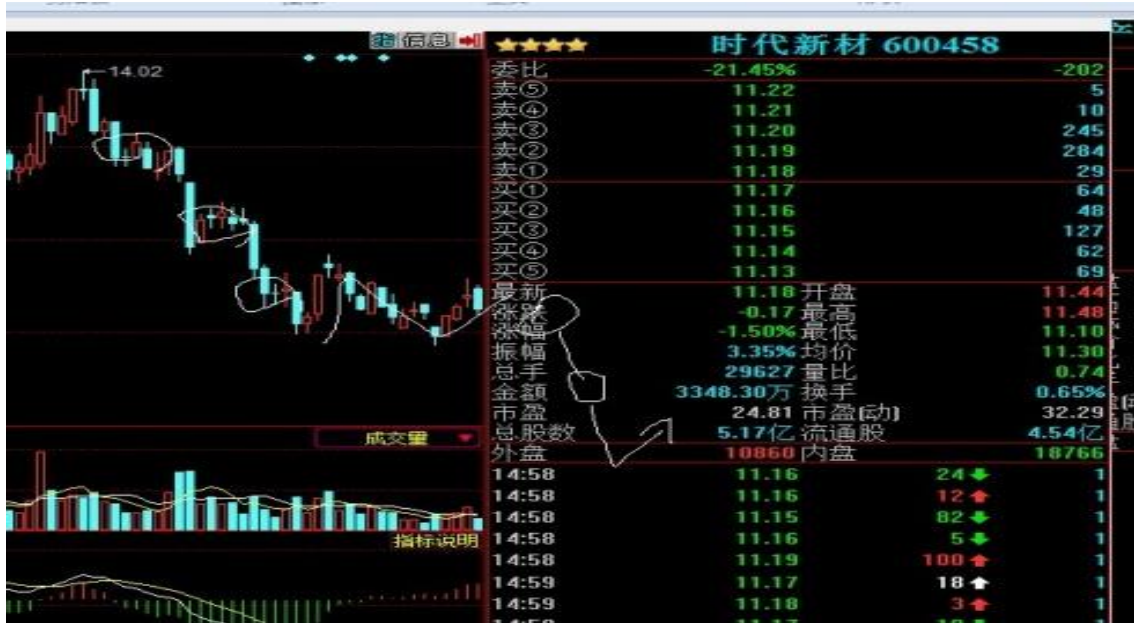 指 信息
时代新材 600458
14.02
委比 -21.45% -202
卖⑤ 11.22 5
卖④ 11.21 10
卖③ 11.20 245
卖② 11.19 284
卖① 11.18 29
买① 11.17 64
买② 11.16 48
买③ 11.15 127
买④ 11.14 62
买⑤ 11.13 69
最新 11.18 开盘 11.44
涨跌 -0.17 最高 11.48
涨幅 -1.50% 最低 11.10
振幅 3.35% 均价 11.30
总手 29627 量比 0.74
金额 3348.30万 换手 0.65%
市盈 24.81 市盈(动) 32.29
总股数 5.17亿 流通股 4.54亿
成交量
外盘 10860 内盘 18766
14:58 11.16 24 1
14:58 11.16 12 1
14:58 11.15 82 1
14:58 11.16 5 1
指标说明
14:58 11.19 100 1
14:59 11.17 18 1
14:59 11.18 3 1